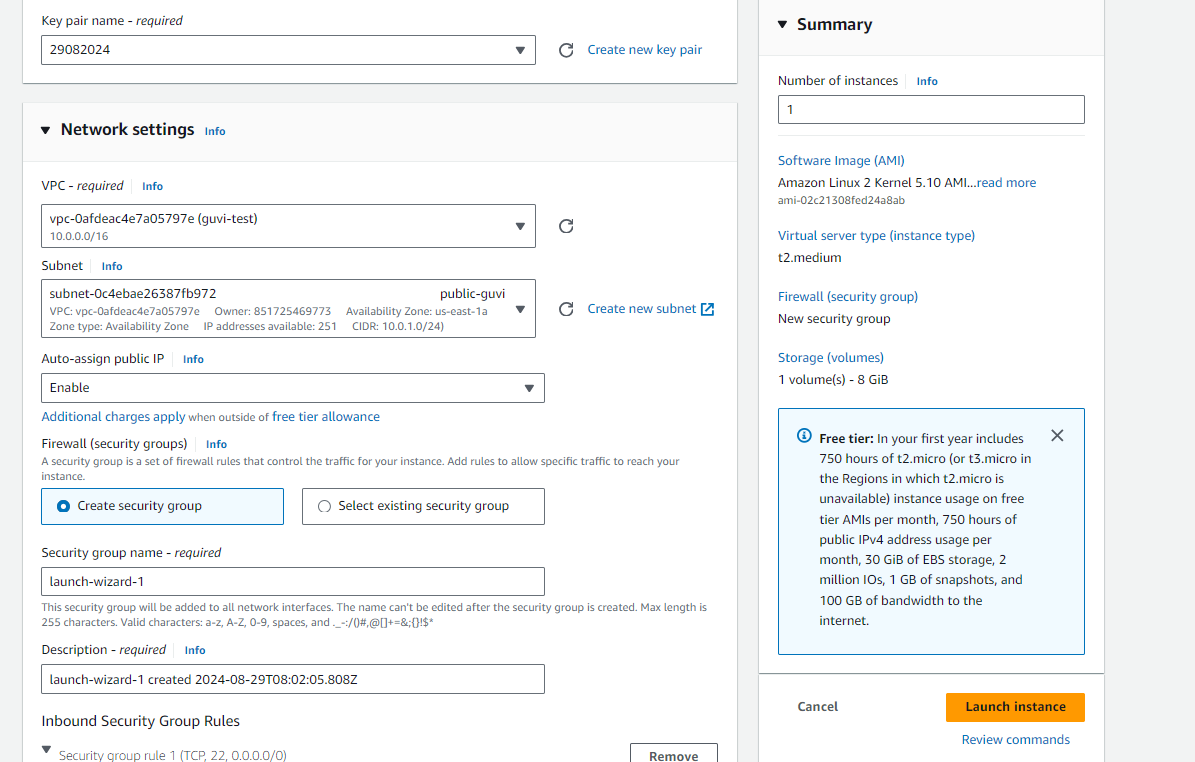 Key pair name - required
29082024
Create new key pair
Network settings Info
VPC - required Info
vpc-0afdeac4e7a05797e (guvi-test)
10.0.0.0/16
Subnet Info
subnet-0c4ebae26387fb972 public-guvi
VPC: vpc-0afdeac4e7a05797e Owner: 851725469773 Availability Zone: us-east-1a
Zone type: Availability Zone IP addresses available: 251 CIDR: 10.0.1.0/24)
Create new subnet
Auto-assign public IP Info
Enable
Additional charges apply when outside of free tier allowance
Firewall (security groups) Info
A security group is a set of firewall rules that control the traffic for your instance. Add rules to allow specific traffic to reach your
instance.
Create security group
Select existing security group
Security group name - required
launch-wizard-1
This security group will be added to all network interfaces. The name can't be edited after the security group is created. Max length is
255 characters. Valid characters: a-z, A-Z, 0-9, spaces, and ._-:/()#,@[]+=&;{}!$*
Description - required Info
launch-wizard-1 created 2024-08-29T08:02:05.808Z
Inbound Security Group Rules
Security group rule 1 (TCP, 22, 0.0.0.0/0)
Remove
Summary
Number of instances Info
1
Software Image (AMI)
Amazon Linux 2 Kernel 5.10 AMI...read more
ami-02c21308fed24a8ab
Virtual server type (instance type)
t2.medium
Firewall (security group)
New security group
Storage (volumes)
1 volume(s) - 8 GiB
Free tier: In your first year includes
750 hours of t2.micro (or t3.micro in
the Regions in which t2.micro is
unavailable) instance usage on free
tier AMIs per month, 750 hours of
public IPv4 address usage per
month, 30 GiB of EBS storage, 2
million IOs, 1 GB of snapshots, and
100 GB of bandwidth to the
internet.
Cancel
Launch instance
Review commands